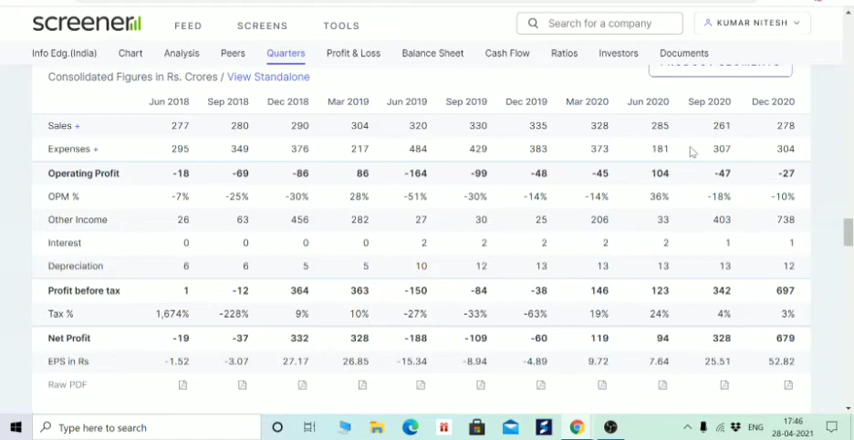 screener
FEED SCREENS TOOLS
Search for a company
KUMAR NITESH
Info Edg.(India) Chart Analysis Peers Quarters Profit & Loss Balance Sheet Cash Flow Ratios Investors Documents
Consolidated Figures in Rs. Crores / View Standalone
PRODUCT SEGMENTS
Jun 2018 Sep 2018 Dec 2018 Mar 2019 Jun 2019 Sep 2019 Dec 2019 Mar 2020 Jun 2020 Sep 2020 Dec 2020
Sales + 277 280 290 304 320 330 335 328 285 261 278
Expenses + 295 349 376 217 484 429 383 373 181 307 304
Operating Profit -18 -69 -86 86 -164 -99 -48 -45 104 -47 -27
OPM % -7% -25% -30% 28% -51% -30% -14% -14% 36% -18% -10%
Other Income 26 63 456 282 27 30 25 206 33 403 738
Interest 0 0 0 0 2 2 2 2 2 1 1
Depreciation 6 6 5 5 10 12 13 13 13 13 12
Profit before tax 1 -12 364 363 -150 -84 -38 146 123 342 697
Tax % 1,674% -228% 9% 10% -27% -33% -63% 19% 24% 4% 3%
Net Profit -19 -37 332 328 -188 -109 -60 119 94 328 679
EPS in Rs -1.52 -3.07 27.17 26.85 -15.34 -8.94 -4.89 9.72 7.64 25.51 52.82
Raw PDF
Type here to search
ENG
17:46
28-04-2021